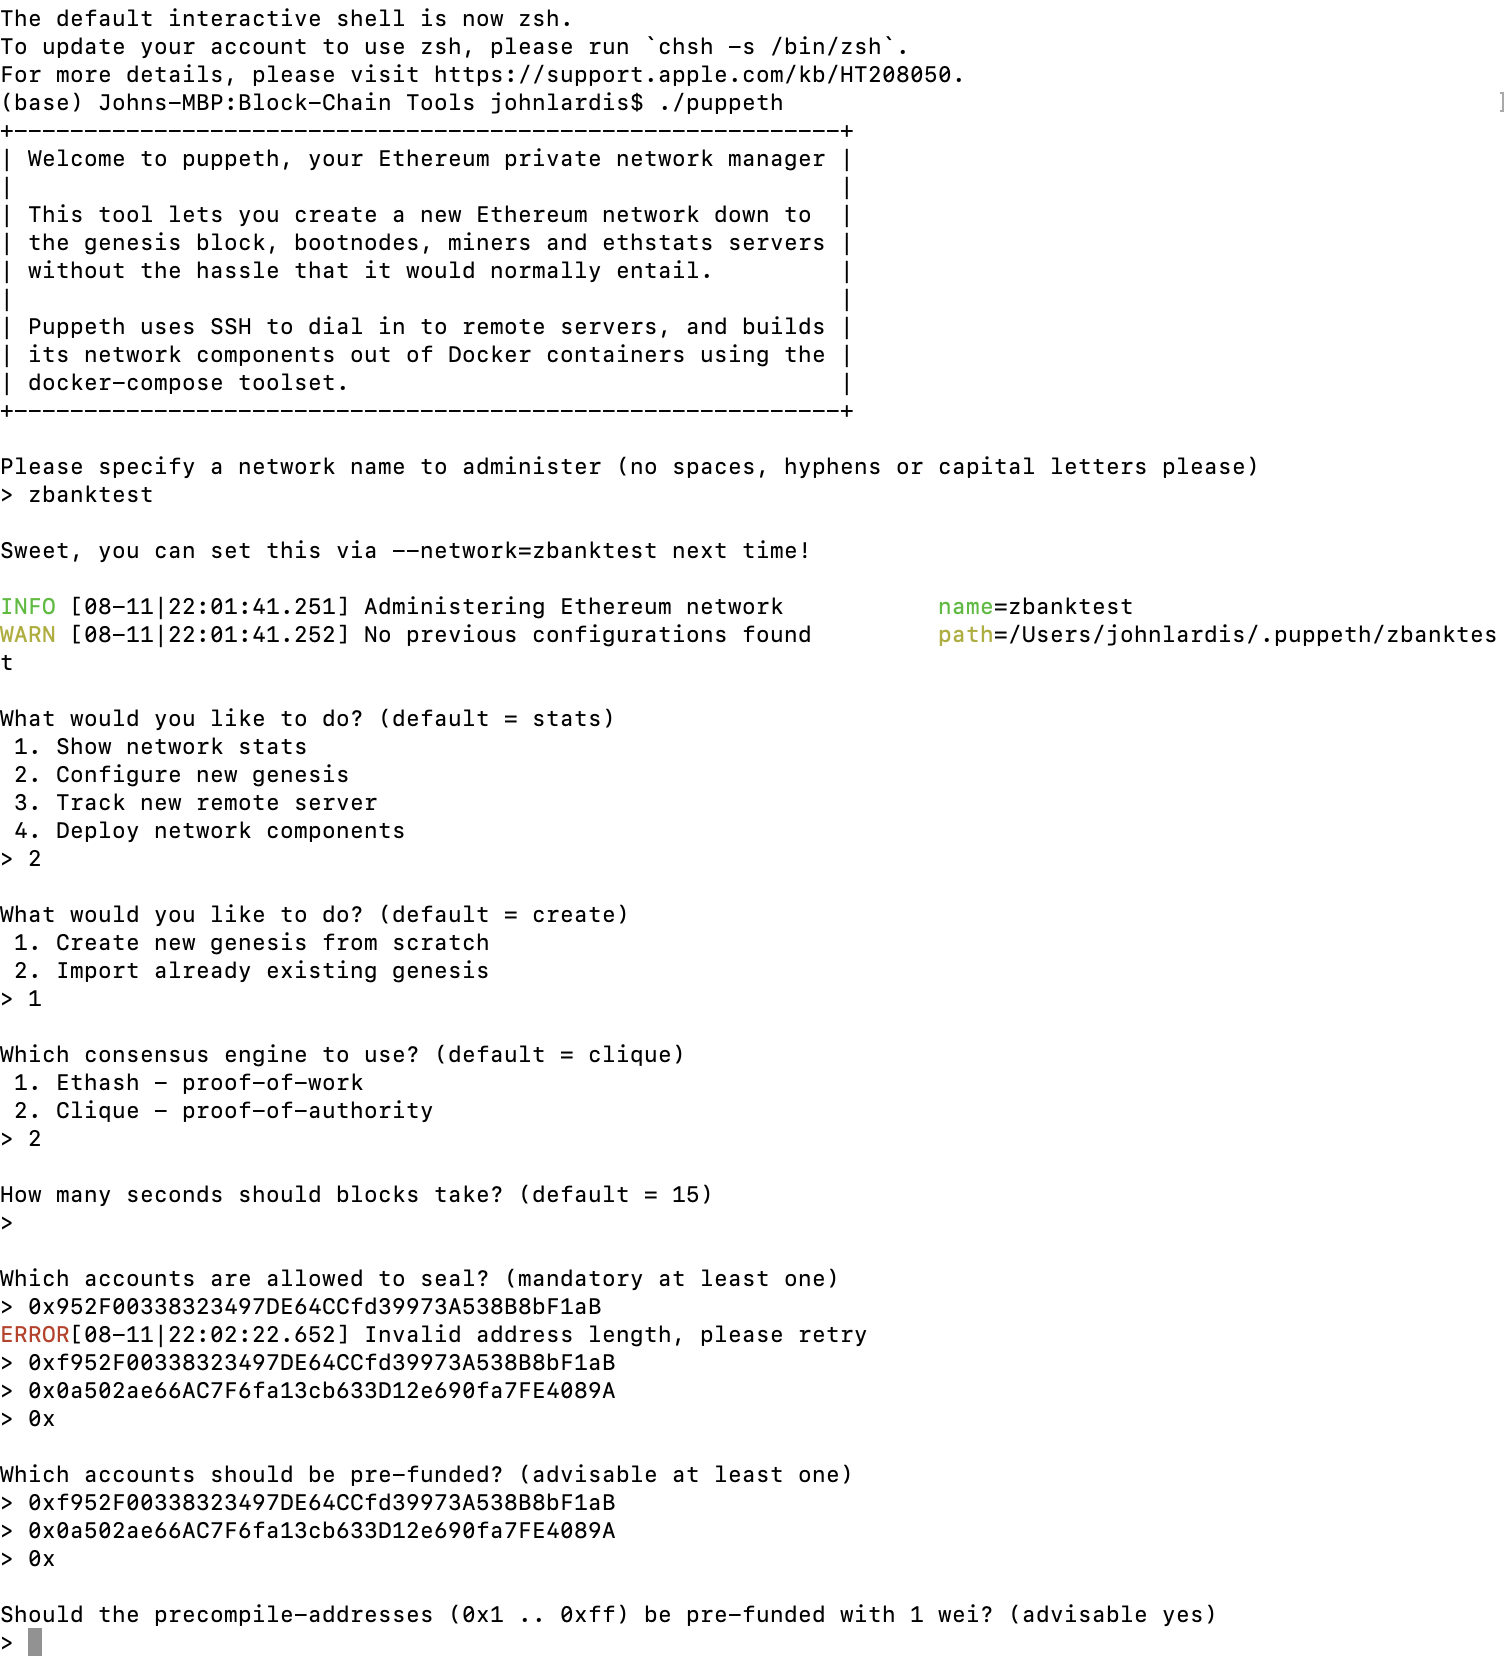 The default interactive shell is now zsh.
To update your account to use zsh, please run `chsh -s /bin/zsh`.
For more details, please visit https://support.apple.com/kb/HT208050.
(base) Johns-MBP:Block-Chain Tools johnlardis$ ./puppeth ]
+-----------------------------------------------------------+
| Welcome to puppeth, your Ethereum private network manager |
|                                                           |
| This tool lets you create a new Ethereum network down to  |
| the genesis block, bootnodes, miners and ethstats servers |
| without the hassle that it would normally entail.         |
|                                                           |
| Puppeth uses SSH to dial in to remote servers, and builds |
| its network components out of Docker containers using the |
| docker-compose toolset.                                   |
+-----------------------------------------------------------+
Please specify a network name to administer (no spaces, hyphens or capital letters please)
> zbanktest
Sweet, you can set this via --network=zbanktest next time!
INFO [08-11|22:01:41.251] Administering Ethereum network           name=zbanktest
WARN [08-11|22:01:41.252] No previous configurations found         path=/Users/johnlardis/.puppeth/zbanktes
t
What would you like to do? (default = stats)
 1. Show network stats
 2. Configure new genesis
 3. Track new remote server
 4. Deploy network components
> 2
What would you like to do? (default = create)
 1. Create new genesis from scratch
 2. Import already existing genesis
> 1
Which consensus engine to use? (default = clique)
 1. Ethash - proof-of-work
 2. Clique - proof-of-authority
> 2
How many seconds should blocks take? (default = 15)
>
Which accounts are allowed to seal? (mandatory at least one)
> 0x952F00338323497DE64CCfd39973A538B8bF1aB
ERROR[08-11|22:02:22.652] Invalid address length, please retry
> 0xf952F00338323497DE64CCfd39973A538B8bF1aB
> 0x0a502ae66AC7F6fa13cb633D12e690fa7FE4089A
> 0x
Which accounts should be pre-funded? (advisable at least one)
> 0xf952F00338323497DE64CCfd39973A538B8bF1aB
> 0x0a502ae66AC7F6fa13cb633D12e690fa7FE4089A
> 0x
Should the precompile-addresses (0x1 .. 0xff) be pre-funded with 1 wei? (advisable yes)
>